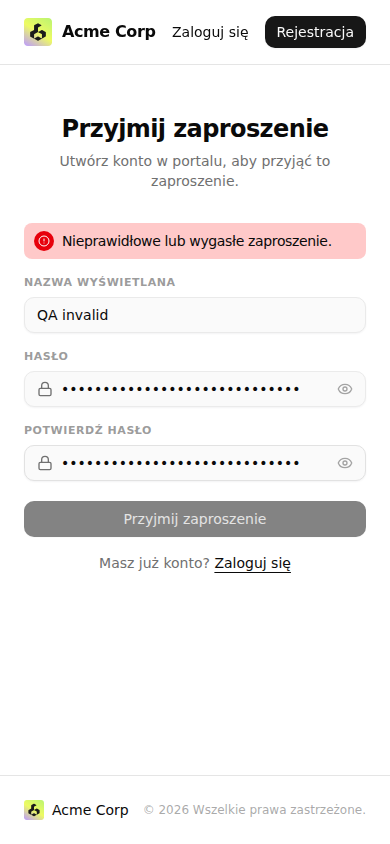 Acme Corp
Zaloguj się
Rejestracja
Przyjmij zaproszenie
Utwórz konto w portalu, aby przyjąć to
zaproszenie.
Nieprawidłowe lub wygasłe zaproszenie.
NAZWA WYŚWIETLANA
QA invalid
HASŁO
•••••••••••••••••••••••••••••
POTWIERDŹ HASŁO
•••••••••••••••••••••••••••••
Przyjmij zaproszenie
Masz już konto? Zaloguj się
Acme Corp
© 2026 Wszelkie prawa zastrzeżone.